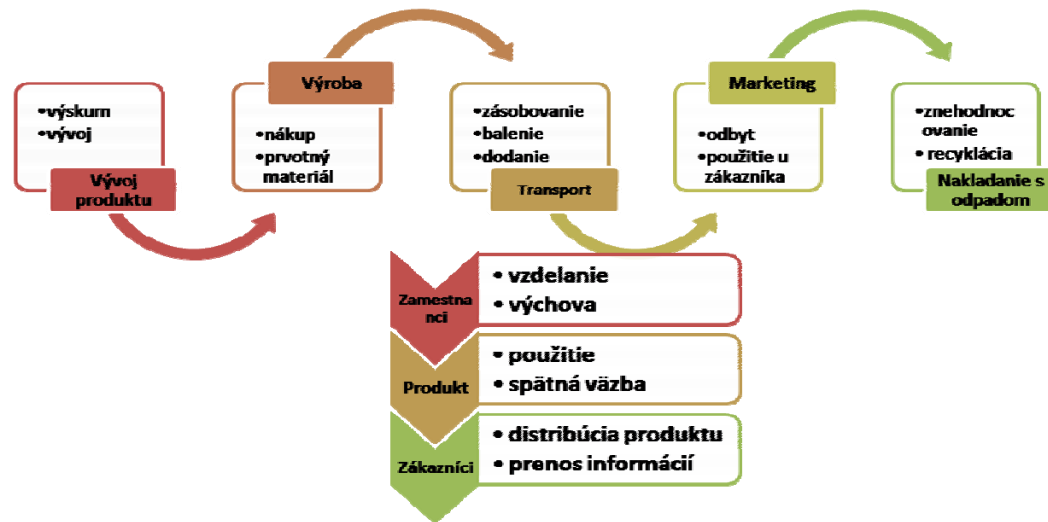 • výskum
• vývoj
Vývoj
produktu
Výroba
• nákup
• prvotný
materiál
• zásobovanie
• balenie
• dodanie
Transport
Marketing
• odbyt
• použitie u
zákazníka
• znehodnoc
ovanie
• recyklácia
Nakladanie s
odpadom
Zamestna
nci
• vzdelanie
• výchova
Produkt
• použitie
• spätná väzba
Zákazníci
• distribúcia produktu
• prenos informácií